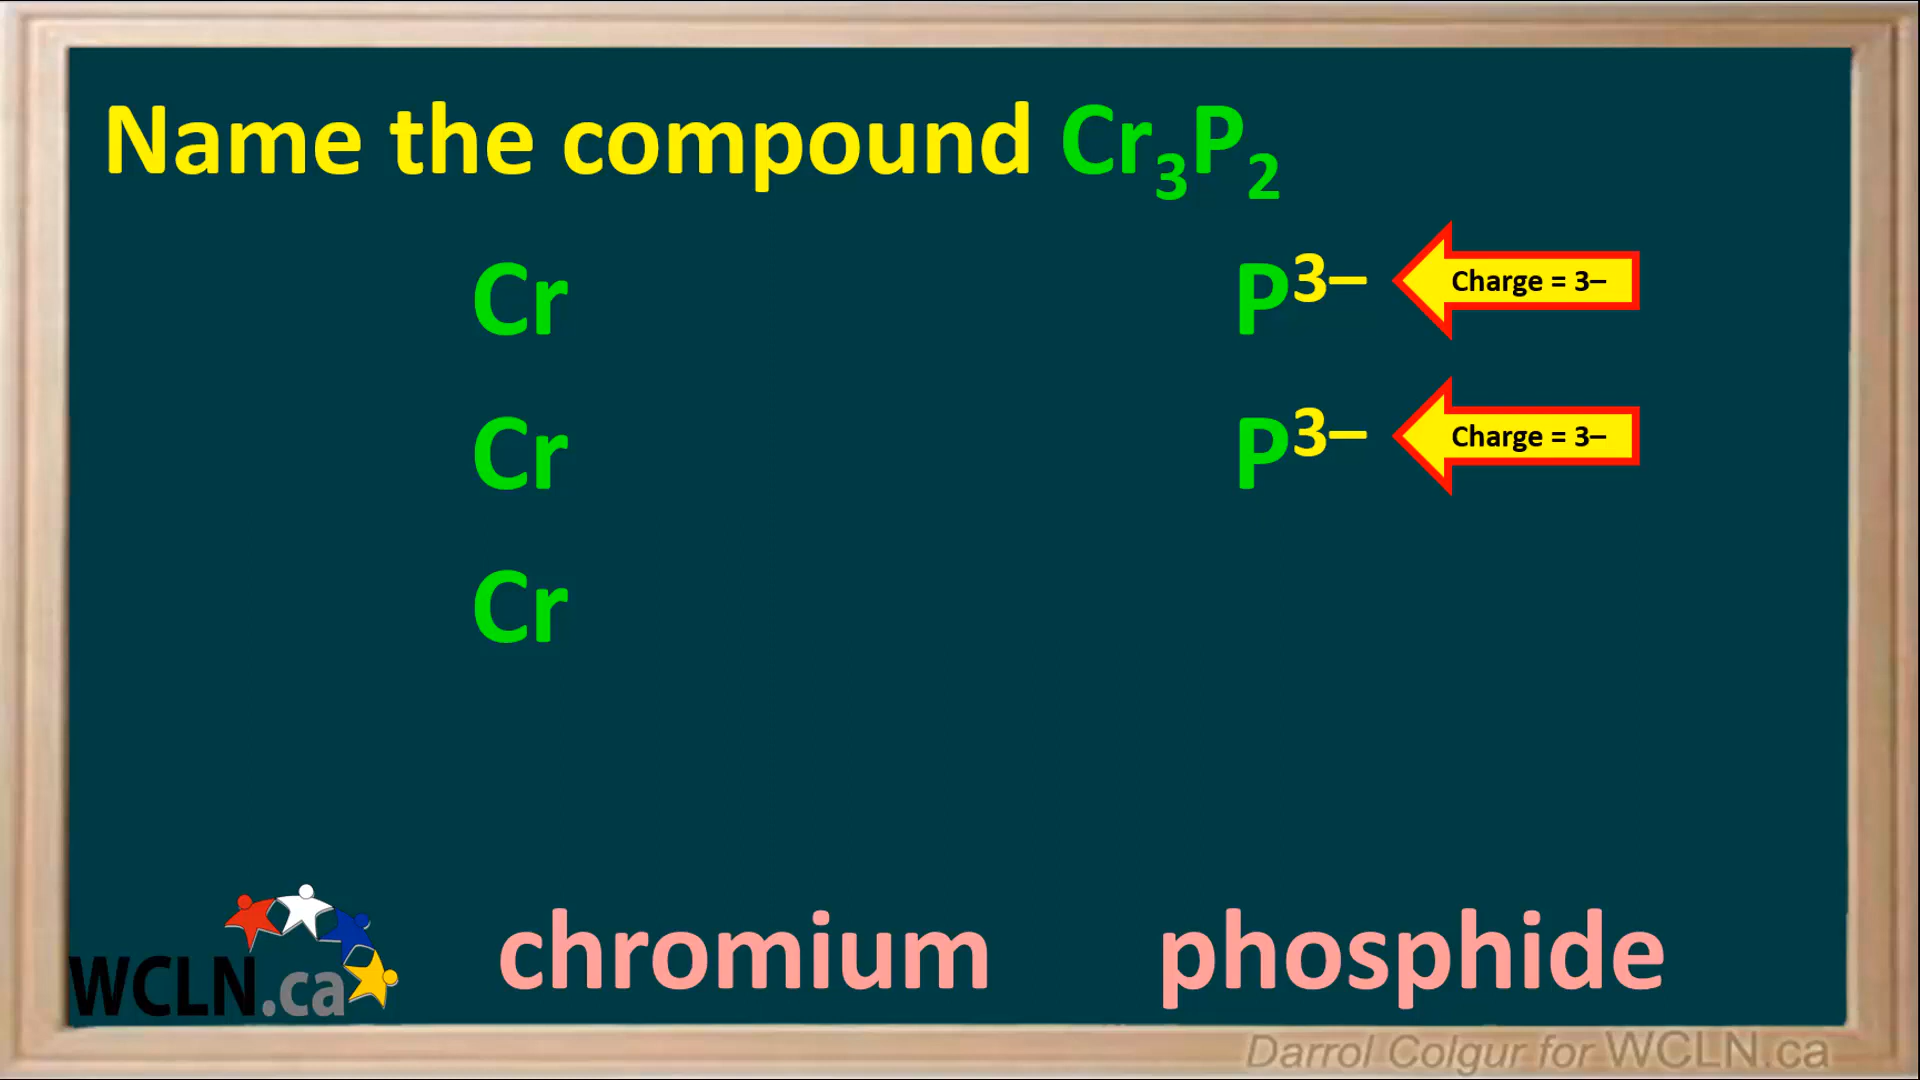 Name the compound Cr₃P₂
Cr P³⁻ Charge = 3–
Cr P³⁻ Charge = 3–
Cr
WCLN.ca chromium phosphide
Darrol Colgur for WCLN.ca